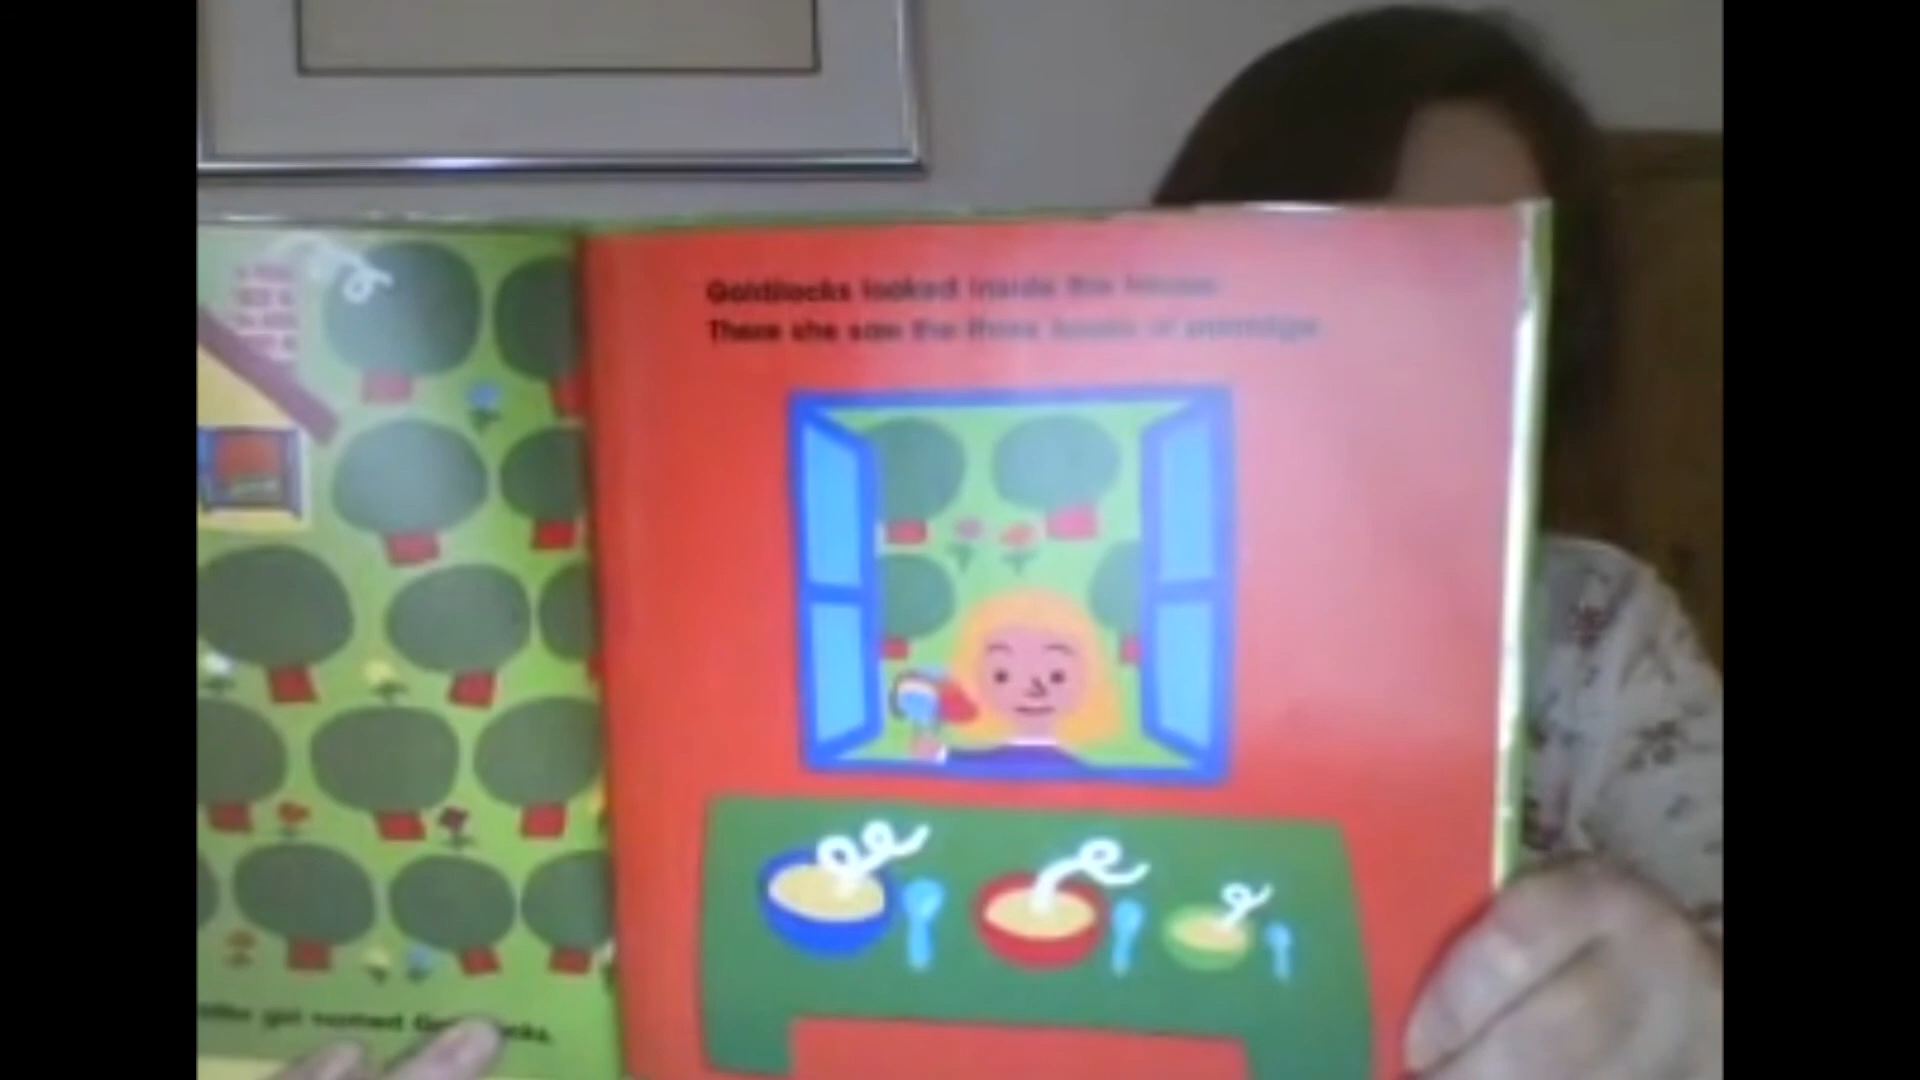 girl named Goldilocks.
Goldilocks looked inside the house.
There she saw the three bowls of porridge.